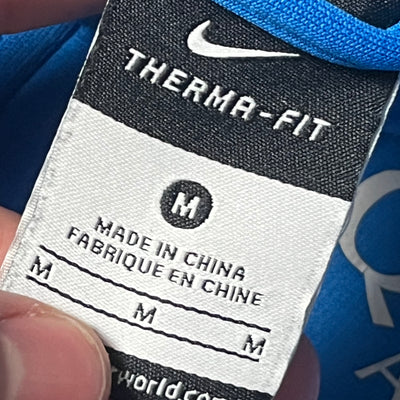 THERMA-FIT
M
MADE IN CHINA
FABRIQUE EN CHINE
M M M